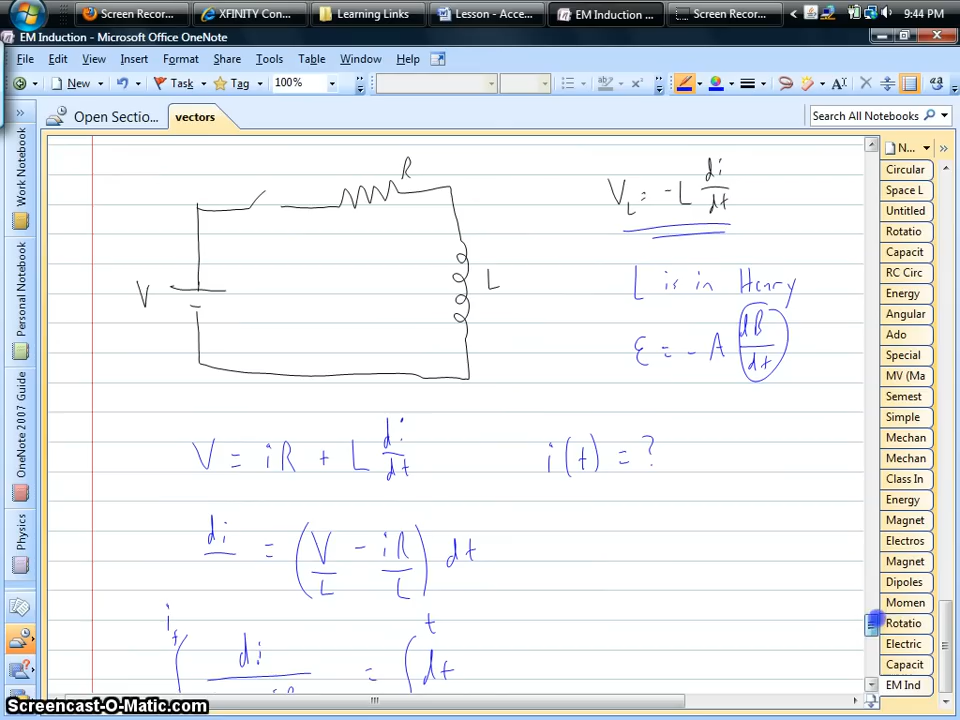 Screen Recor...
XFINITY Con...
Learning Links
Lesson - Acce...
EM Induction ...
Screen Recor...
9:44 PM
EM Induction - Microsoft Office OneNote
File Edit View Insert Format Share Tools Table Window Help
New Task Tag 100%
Open Sectio... vectors Search All Notebooks
Work Notebook
Personal Notebook
OneNote 2007 Guide
Physics
N...
Circular
Space L
Untitled
Rotatio
Capacit
RC Circ
Energy
Angular
Ado
Special
MV (Ma
Semest
Simple
Mechan
Mechan
Class In
Energy
Magnet
Electros
Magnet
Dipoles
Momen
Rotatio
Electric
Capacit
EM Ind
R
V
L
V_L = -L di/dt
L is in Henry
ε = - A dB/dt
V = iR + L di/dt i(t) = ?
di = (V/L - iR/L) dt
i_f
t
di = dt
Screencast-O-Matic.com